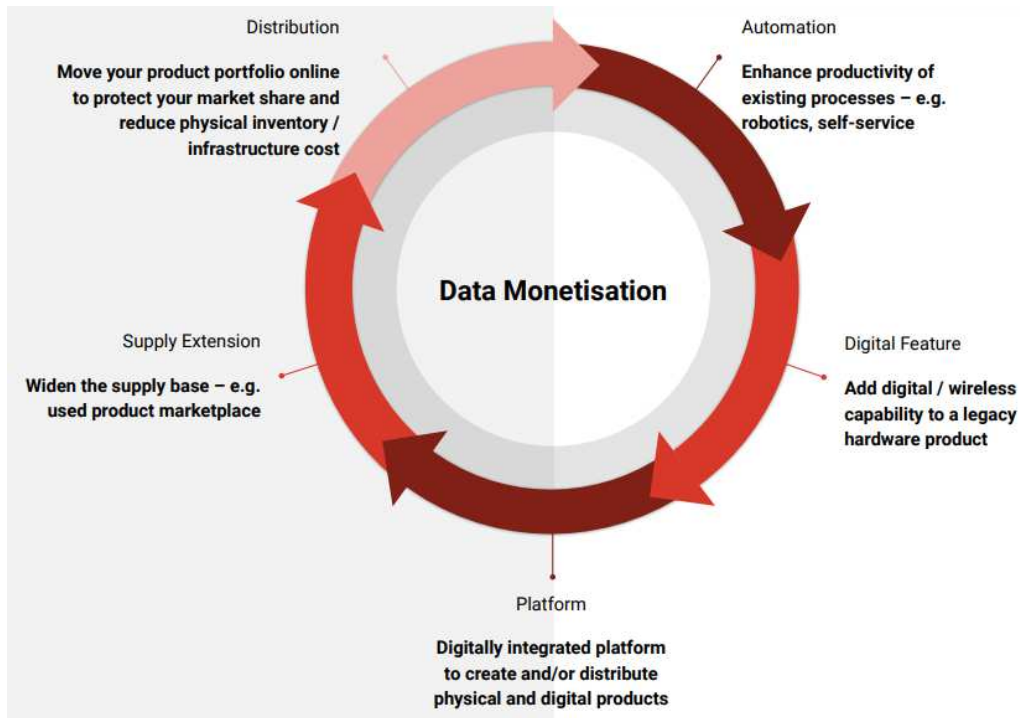 Distribution
Move your product portfolio online
to protect your market share and
reduce physical inventory /
infrastructure cost
Automation
Enhance productivity of
existing processes – e.g.
robotics, self-service
Data Monetisation
Supply Extension
Widen the supply base – e.g.
used product marketplace
Digital Feature
Add digital / wireless
capability to a legacy
hardware product
Platform
Digitally integrated platform
to create and/or distribute
physical and digital products